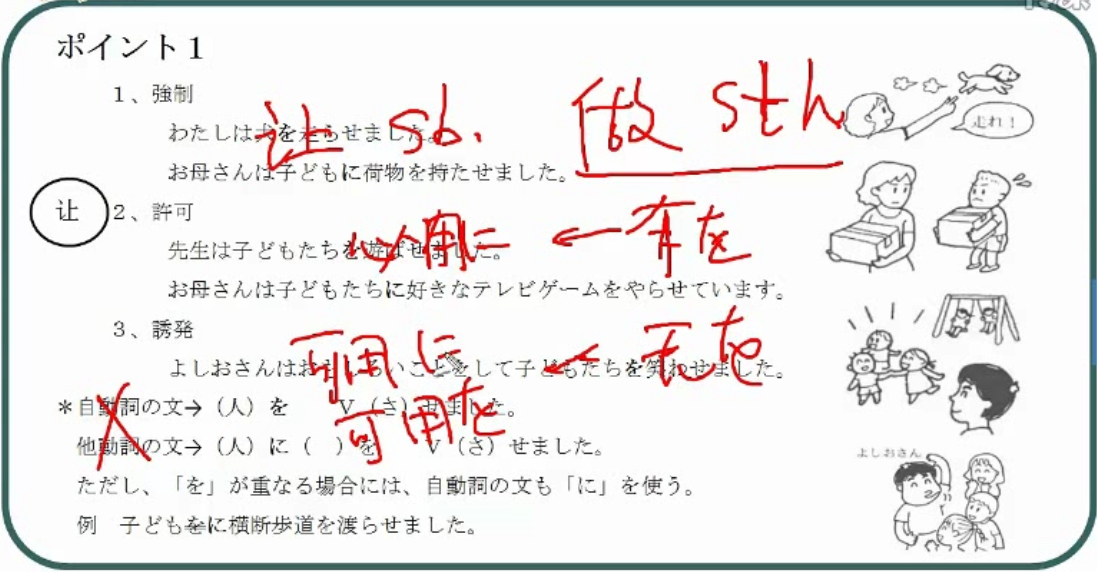 ポイント1
1、強制
わたしは犬を走らせました。
お母さんは子どもに荷物を持たせました。
让
2、許可
先生は子どもたちを遊ばせました。
お母さんは子どもたちに好きなテレビゲームをやらせています。
3、誘発
よしおさんはおもしろいことをして子どもたちを笑わせました。
＊自動詞の文→（人）を　　V（さ）せました。
他動詞の文→（人）に（　）を　　V（さ）せました。
ただし、「を」が重なる場合には、自動詞の文も「に」を使う。
例　子どもをに横断歩道を渡らせました。
让 sb. 做 sth
必用に ← 有を
可用に ← 无を
可用を
走れ！
よしおさん